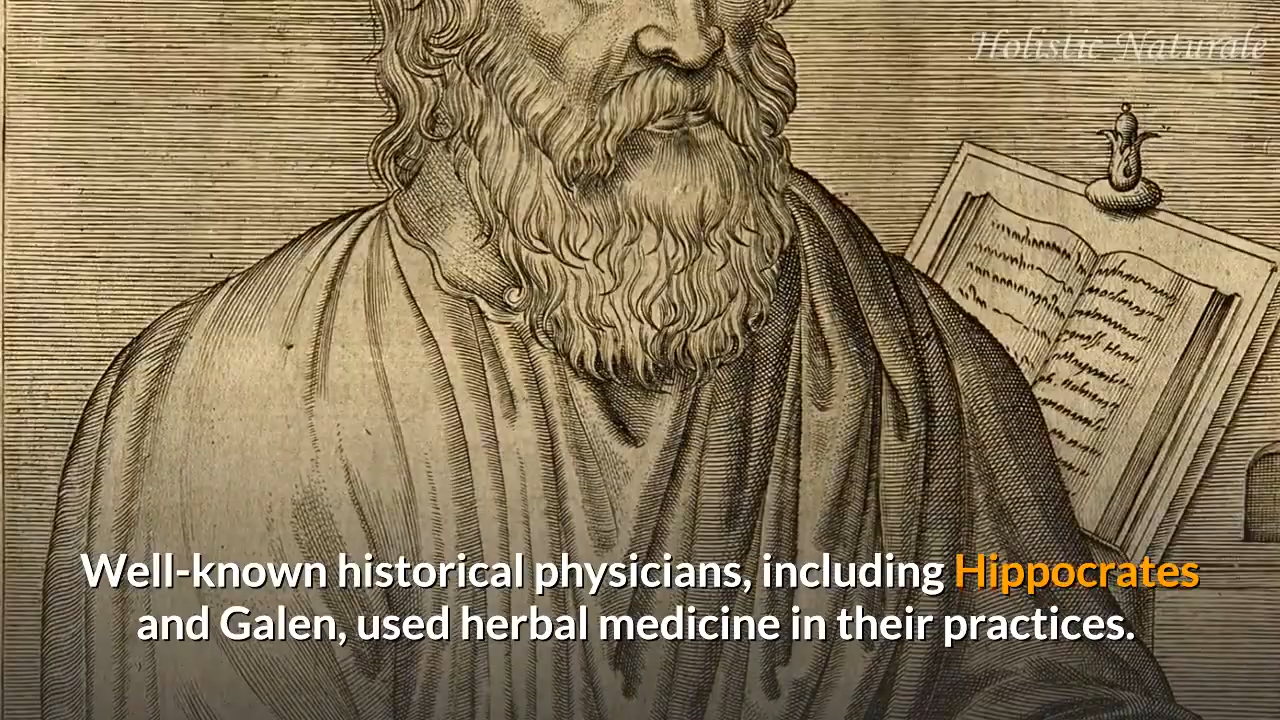 Holistic Naturale
Well-known historical physicians, including Hippocrates
and Galen, used herbal medicine in their practices.